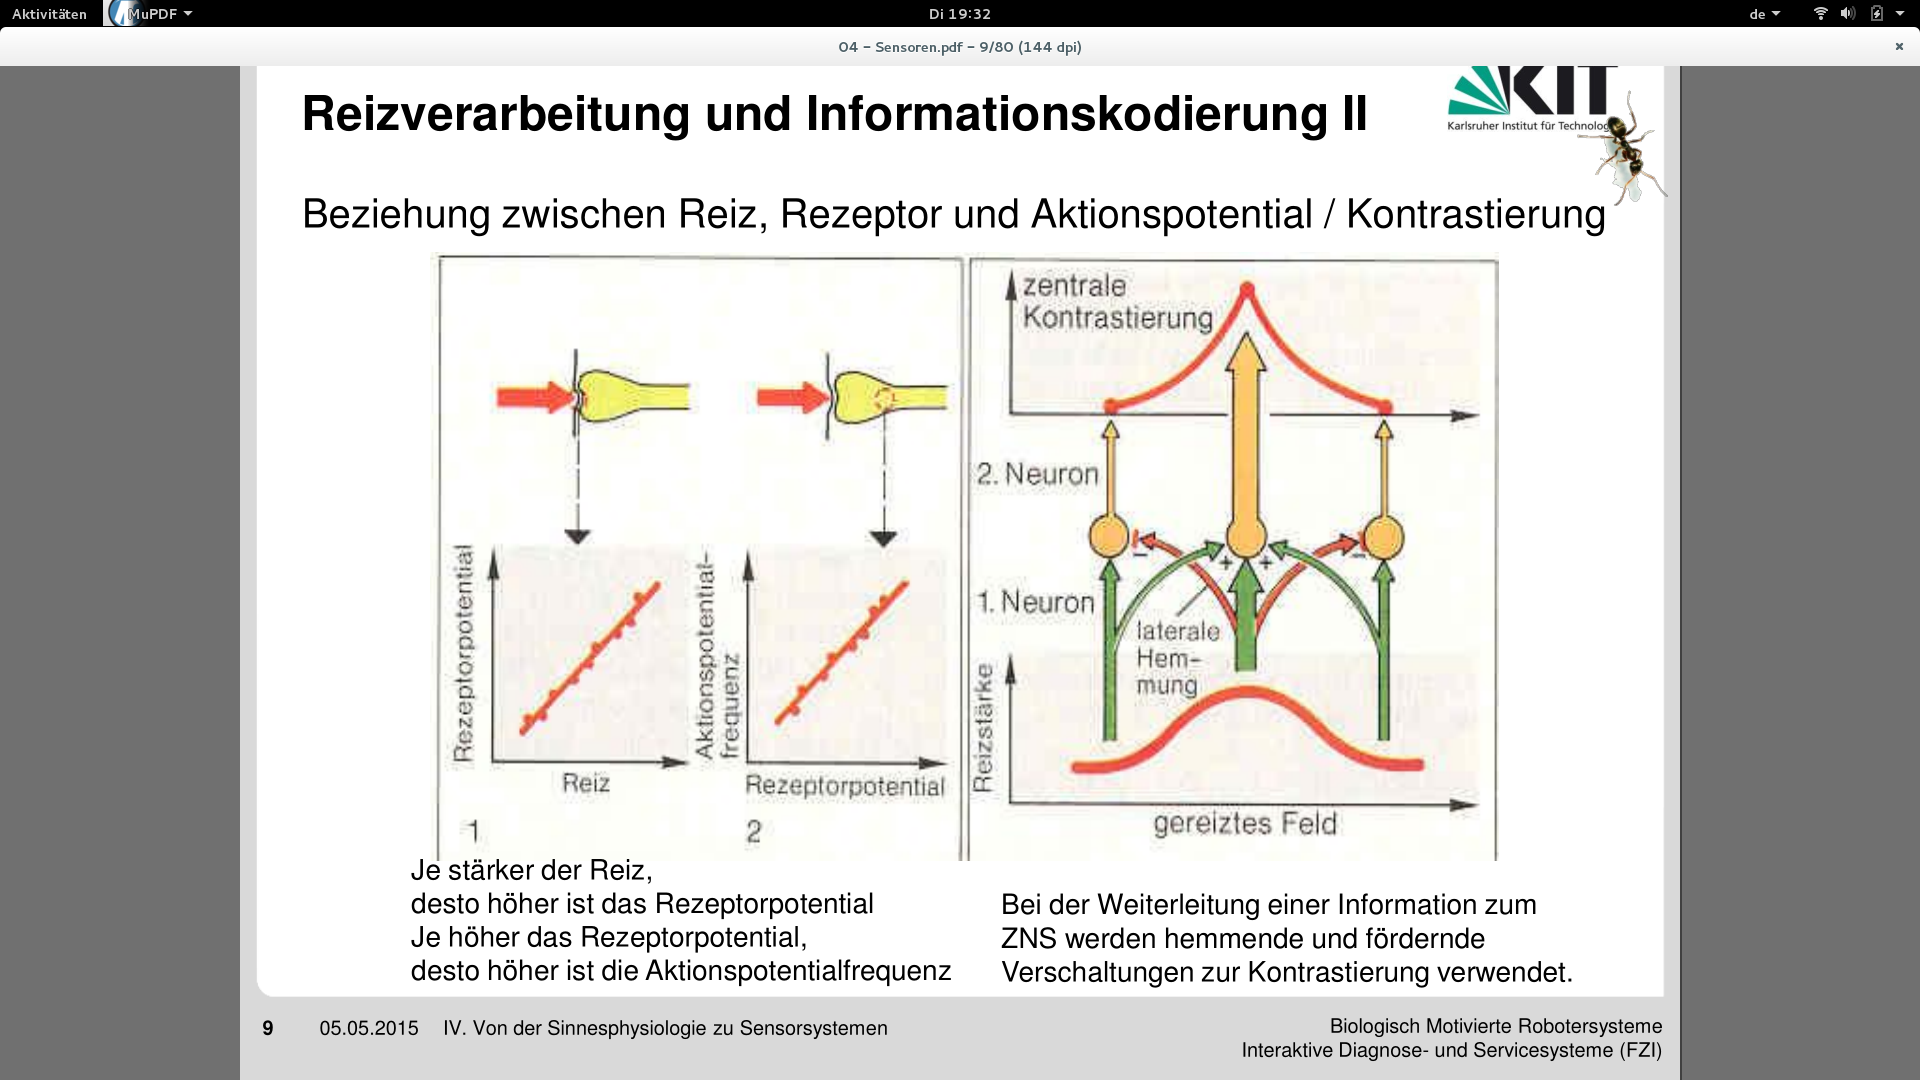 Aktivitäten
MuPDF
Di 19:32
de
04 – Sensoren.pdf – 9/80 (144 dpi)
Reizverarbeitung und Informationskodierung II
KIT
Karlsruher Institut für Technolog
Beziehung zwischen Reiz, Rezeptor und Aktionspotential / Kontrastierung
Rezeptorpotential
Reiz
1
Aktionspotential-
frequenz
Rezeptorpotential
2
zentrale
Kontrastierung
2. Neuron
– + + –
1. Neuron
laterale
Hem-
mung
Reizstärke
gereiztes Feld
Je stärker der Reiz,
desto höher ist das Rezeptorpotential
Je höher das Rezeptorpotential,
desto höher ist die Aktionspotentialfrequenz
Bei der Weiterleitung einer Information zum
ZNS werden hemmende und fördernde
Verschaltungen zur Kontrastierung verwendet.
9 05.05.2015 IV. Von der Sinnesphysiologie zu Sensorsystemen
Biologisch Motivierte Robotersysteme
Interaktive Diagnose- und Servicesysteme (FZI)